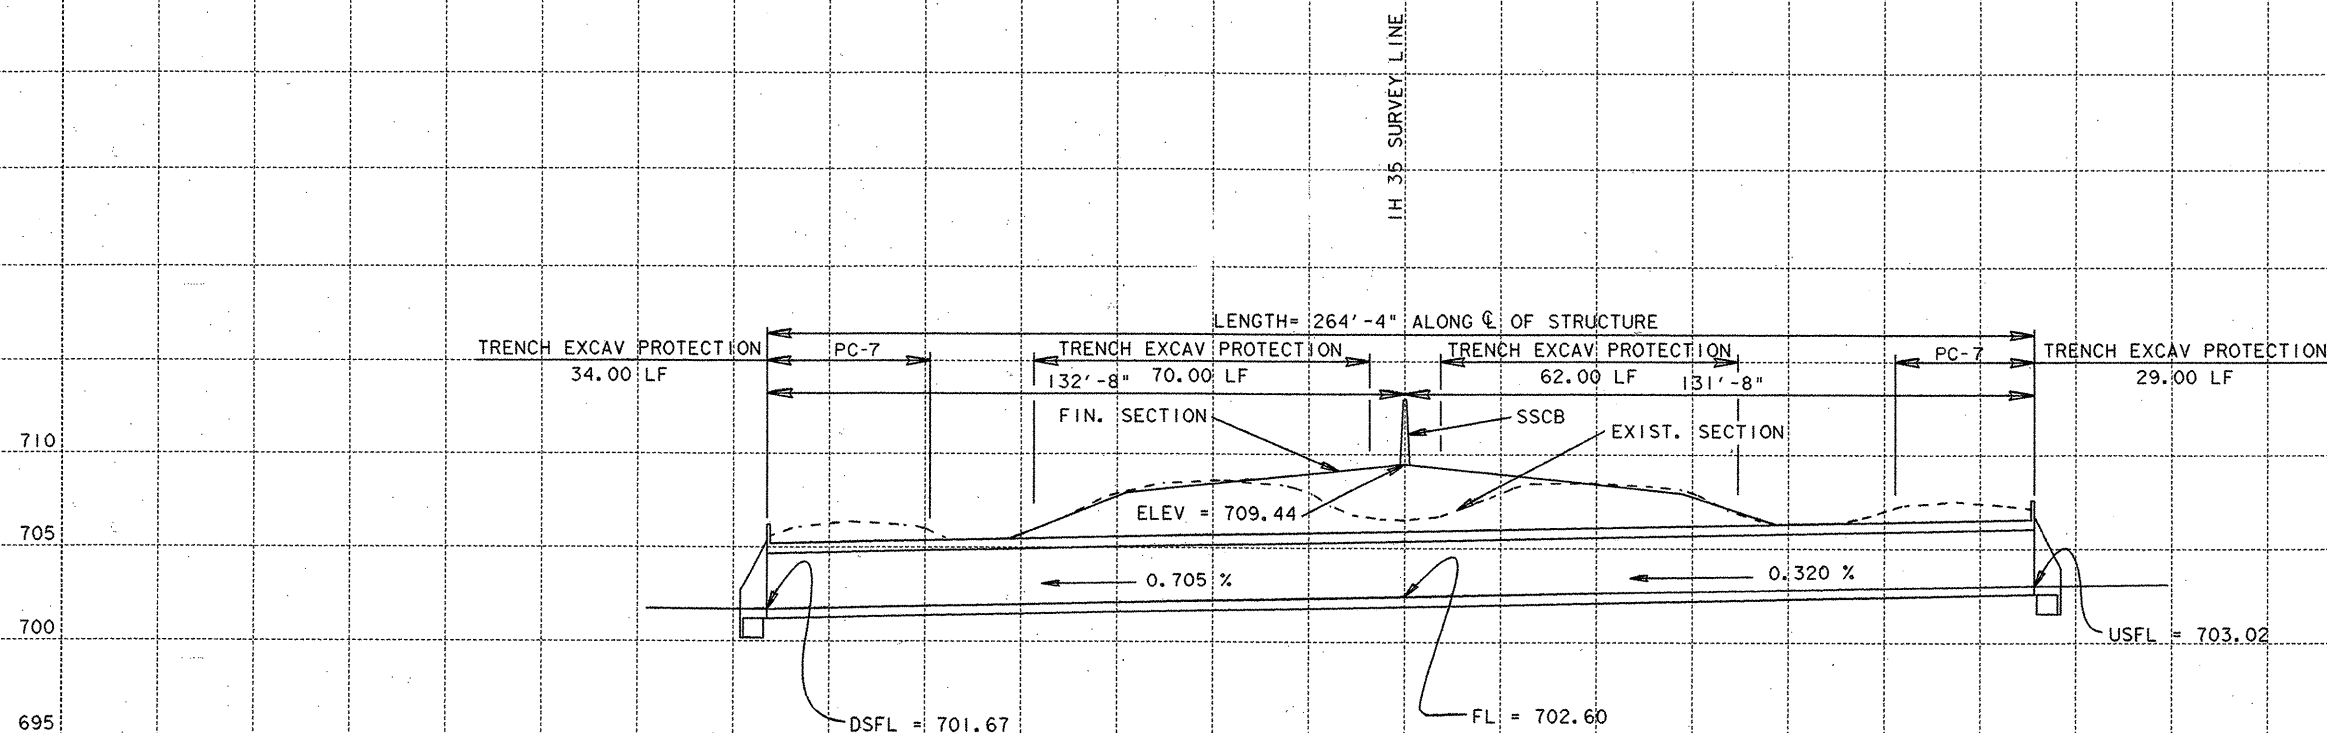 IH 35 SURVEY LINE
LENGTH= 264'-4" ALONG ℄ OF STRUCTURE
TRENCH EXCAV PROTECTION
34.00 LF
PC-7
TRENCH EXCAV PROTECTION
70.00 LF
TRENCH EXCAV PROTECTION
62.00 LF
PC-7
TRENCH EXCAV PROTECTION
29.00 LF
132'-8"
131'-8"
FIN. SECTION
SSCB
EXIST. SECTION
710
ELEV = 709.44
705
0.705 %
0.320 %
700
USFL = 703.02
695
DSFL = 701.67
FL = 702.60